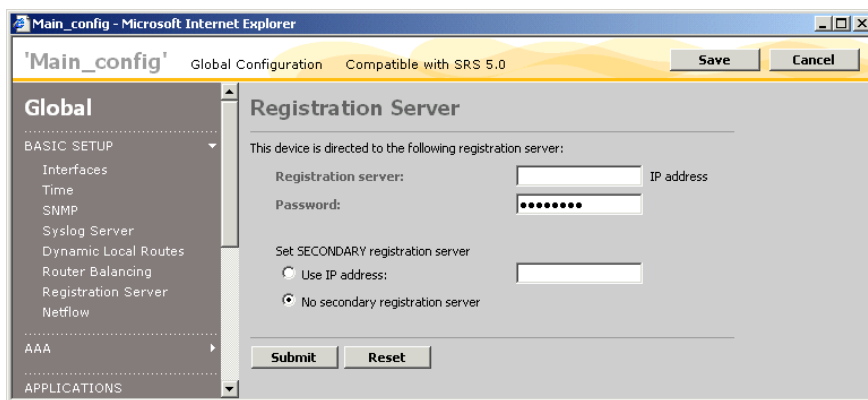 Main_config - Microsoft Internet Explorer
'Main_config' Global Configuration Compatible with SRS 5.0 Save Cancel
Global
BASIC SETUP
Interfaces
Time
SNMP
Syslog Server
Dynamic Local Routes
Router Balancing
Registration Server
Netflow
AAA
APPLICATIONS
Registration Server
This device is directed to the following registration server:
Registration server: IP address
Password: ●●●●●●●●
Set SECONDARY registration server
Use IP address:
No secondary registration server
Submit Reset